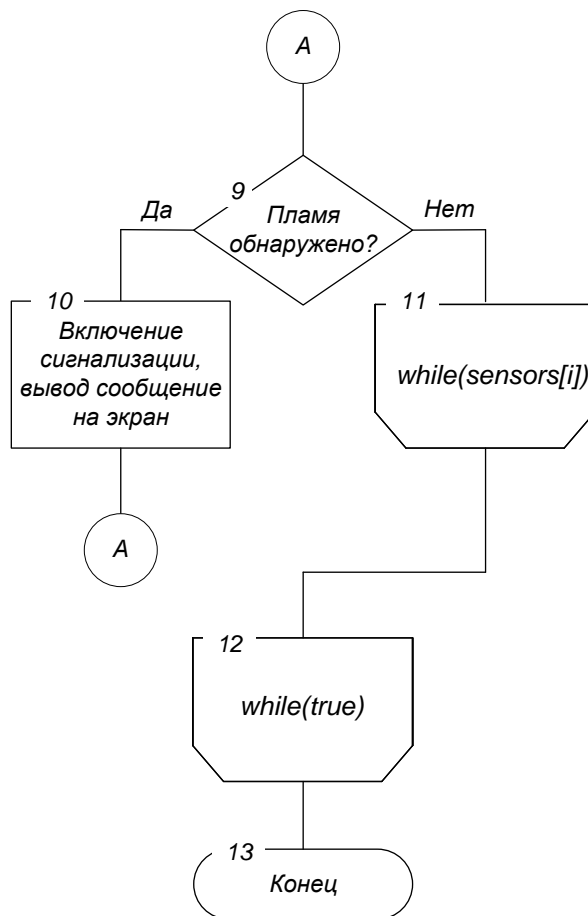 А
9
Пламя
обнаружено?
Да
Нет
10
Включение
сигнализации,
вывод сообщение
на экран
11
while(sensors[i])
А
12
while(true)
13
Конец